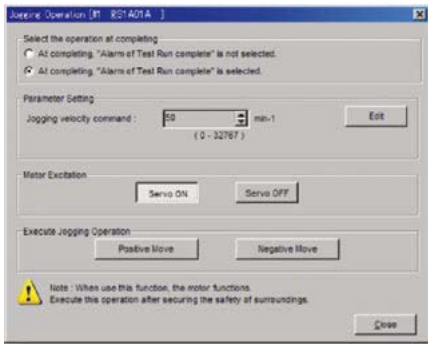 Jogging Operation [#1 RS1A01A ]
Select the operation at completing
At completing, "Alarm of Test Run complete" is not selected.
At completing, "Alarm of Test Run complete" is selected.
Parameter Setting
Jogging velocity command : 50 min-1 Edit
( 0 - 32767 )
Motor Excitation
Servo ON Servo OFF
Execute Jogging Operation
Positive Move Negative Move
Note : When use this function, the motor functions.
Execute this operation after securing the safety of surroundings.
Close